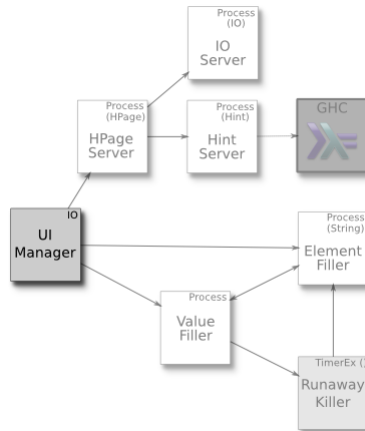 Process
(IO)
IO
Server
Process
(HPage)
HPage
Server
Process
(Hint)
Hint
Server
GHC
IO
UI
Manager
Process
(String)
Element
Filler
Process
Value
Filler
TimerEx ()
Runaway
Killer